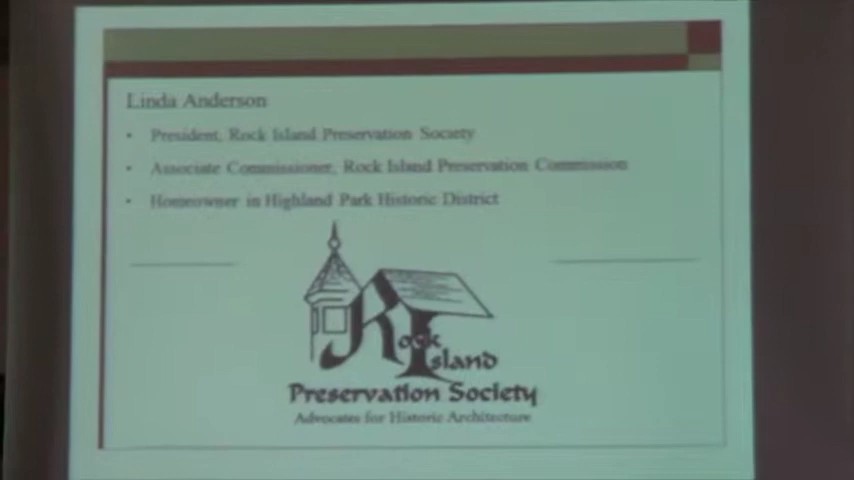 Linda Anderson
• President, Rock Island Preservation Society
• Associate Commissioner, Rock Island Preservation Commission
• Homeowner in Highland Park Historic District
Rock
Island
Preservation Society
Advocates for Historic Architecture